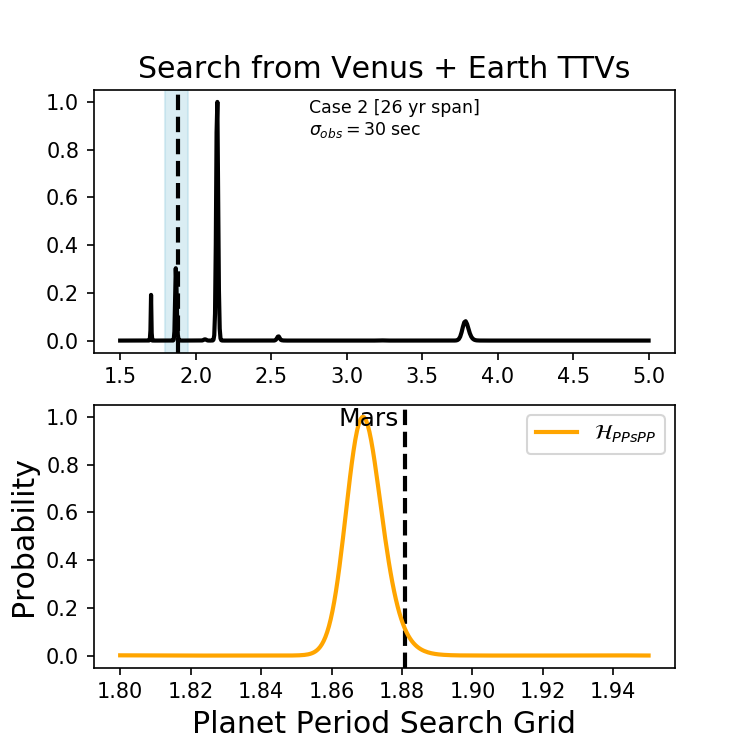 Search from Venus + Earth TTVs
Case 2 [26 yr span]
σobs = 30 sec
1.0
0.8
0.6
0.4
0.2
0.0
1.5 2.0 2.5 3.0 3.5 4.0 4.5 5.0
Mars
ℋPPsPP
1.0
0.8
0.6
0.4
0.2
0.0
Probability
1.80 1.82 1.84 1.86 1.88 1.90 1.92 1.94
Planet Period Search Grid